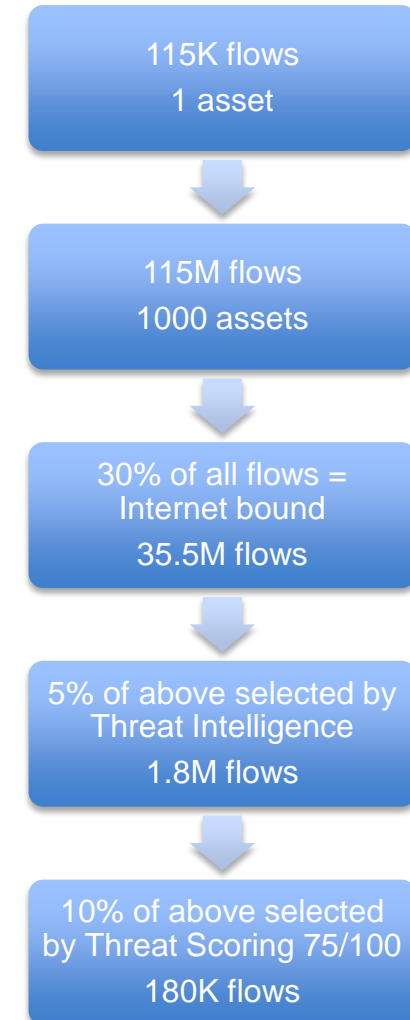 115K flows
1 asset
115M flows
1000 assets
30% of all flows =
Internet bound
35.5M flows
5% of above selected by
Threat Intelligence
1.8M flows
10% of above selected
by Threat Scoring 75/100
180K flows